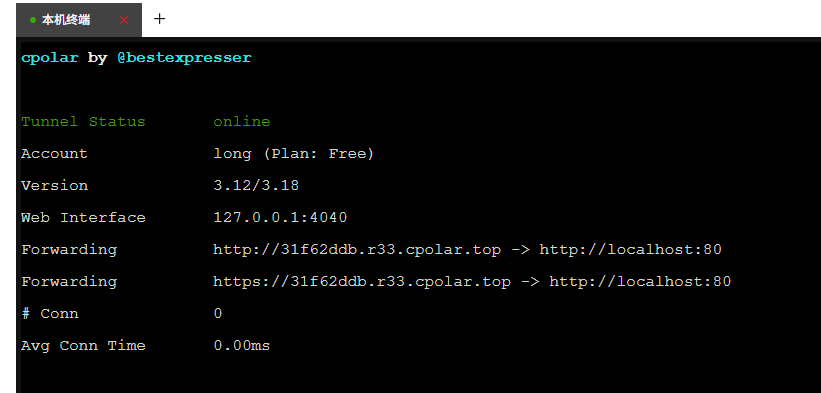 本机终端
cpolar by @bestexpresser
Tunnel Status online
Account long (Plan: Free)
Version 3.12/3.18
Web Interface 127.0.0.1:4040
Forwarding http://31f62ddb.r33.cpolar.top -> http://localhost:80
Forwarding https://31f62ddb.r33.cpolar.top -> http://localhost:80
# Conn 0
Avg Conn Time 0.00ms